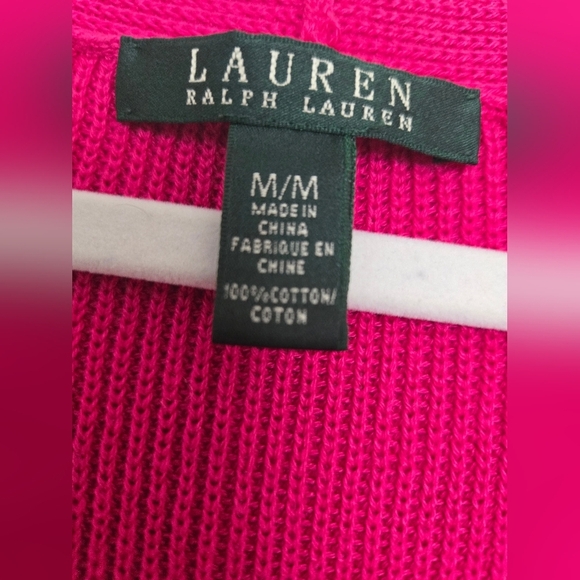 LAUREN
RALPH LAUREN
M/M
MADE IN
CHINA
FABRIQUE EN
CHINE
100%COTTON/
COTON